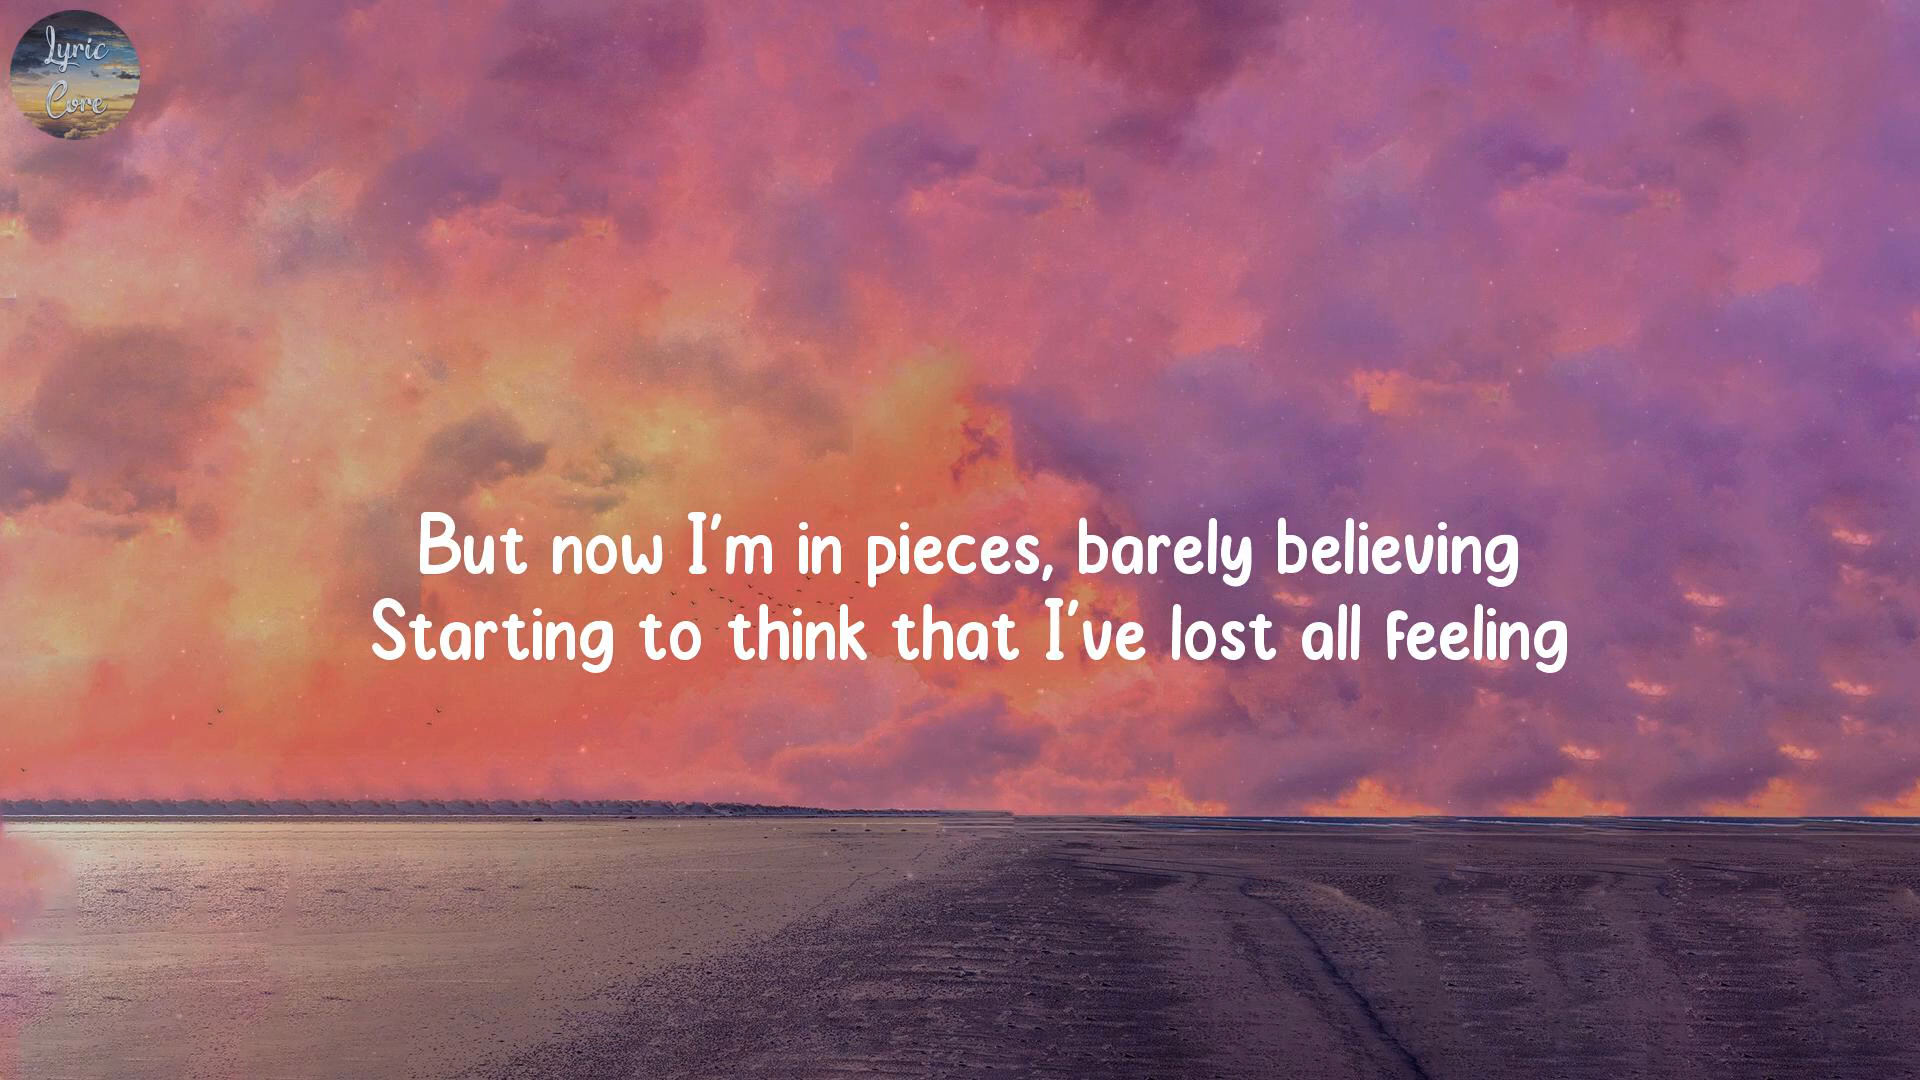 Lyric
Core
But now I'm in pieces, barely believing
Starting to think that I've lost all feeling